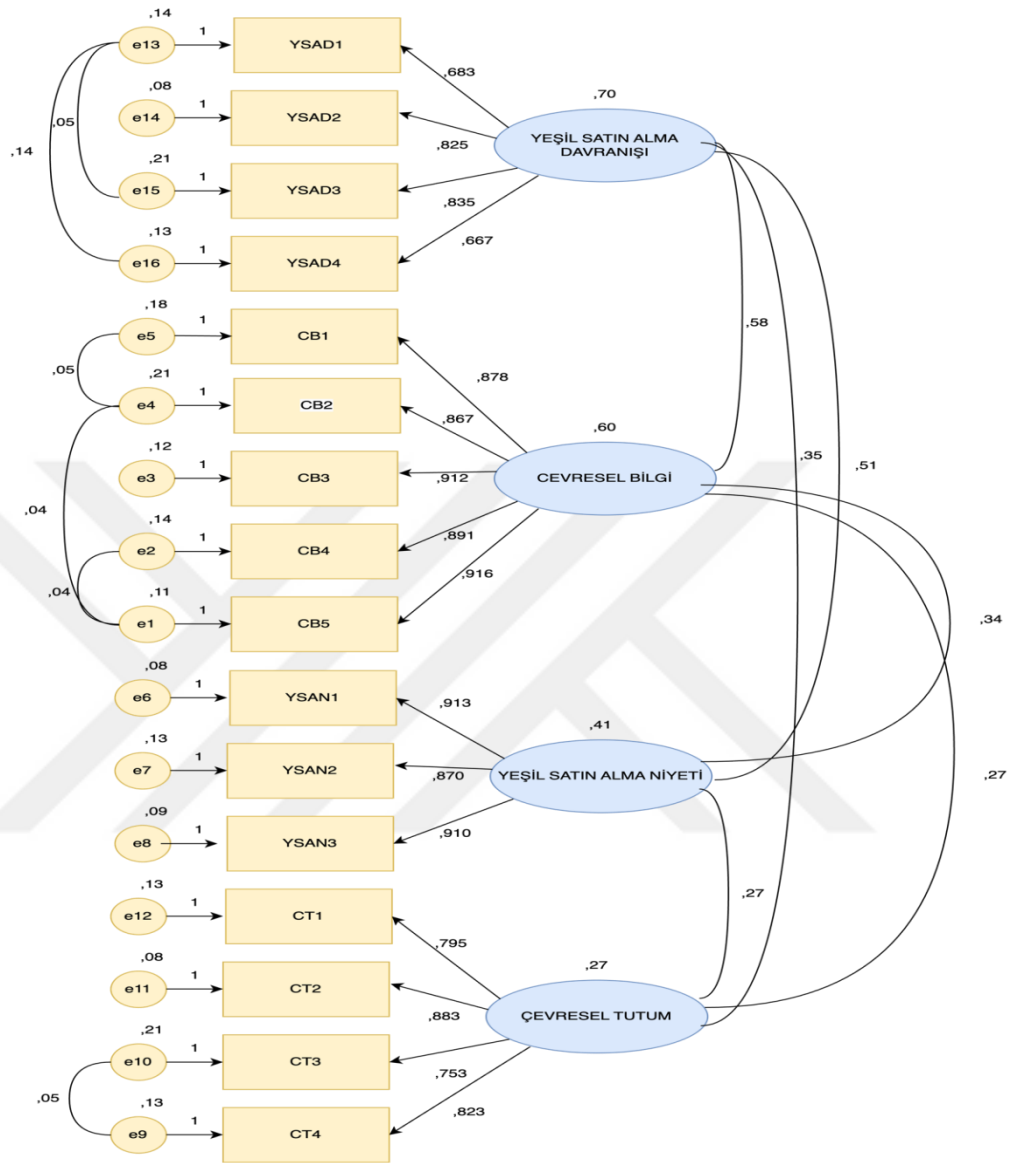 ,14
e13
1
YSAD1
,683
,08
e14
1
YSAD2
,825
,70
YEŞİL SATIN ALMA
DAVRANIŞI
,05
,14
,21
e15
1
YSAD3
,835
,13
e16
1
YSAD4
,667
,18
e5
1
CB1
,878
,58
,05
,21
e4
1
CB2
,867
,60
CEVRESEL BİLGİ
,35
,51
,12
e3
1
CB3
,912
,04
,14
e2
1
CB4
,891
,04
,11
e1
1
CB5
,916
,34
,08
e6
1
YSAN1
,913
,41
YEŞİL SATIN ALMA NİYETİ
,13
e7
1
YSAN2
,870
,27
,09
e8
1
YSAN3
,910
,27
,13
e12
1
CT1
,795
,27
ÇEVRESEL TUTUM
,08
e11
1
CT2
,883
,21
e10
1
CT3
,753
,05
,13
e9
1
CT4
,823